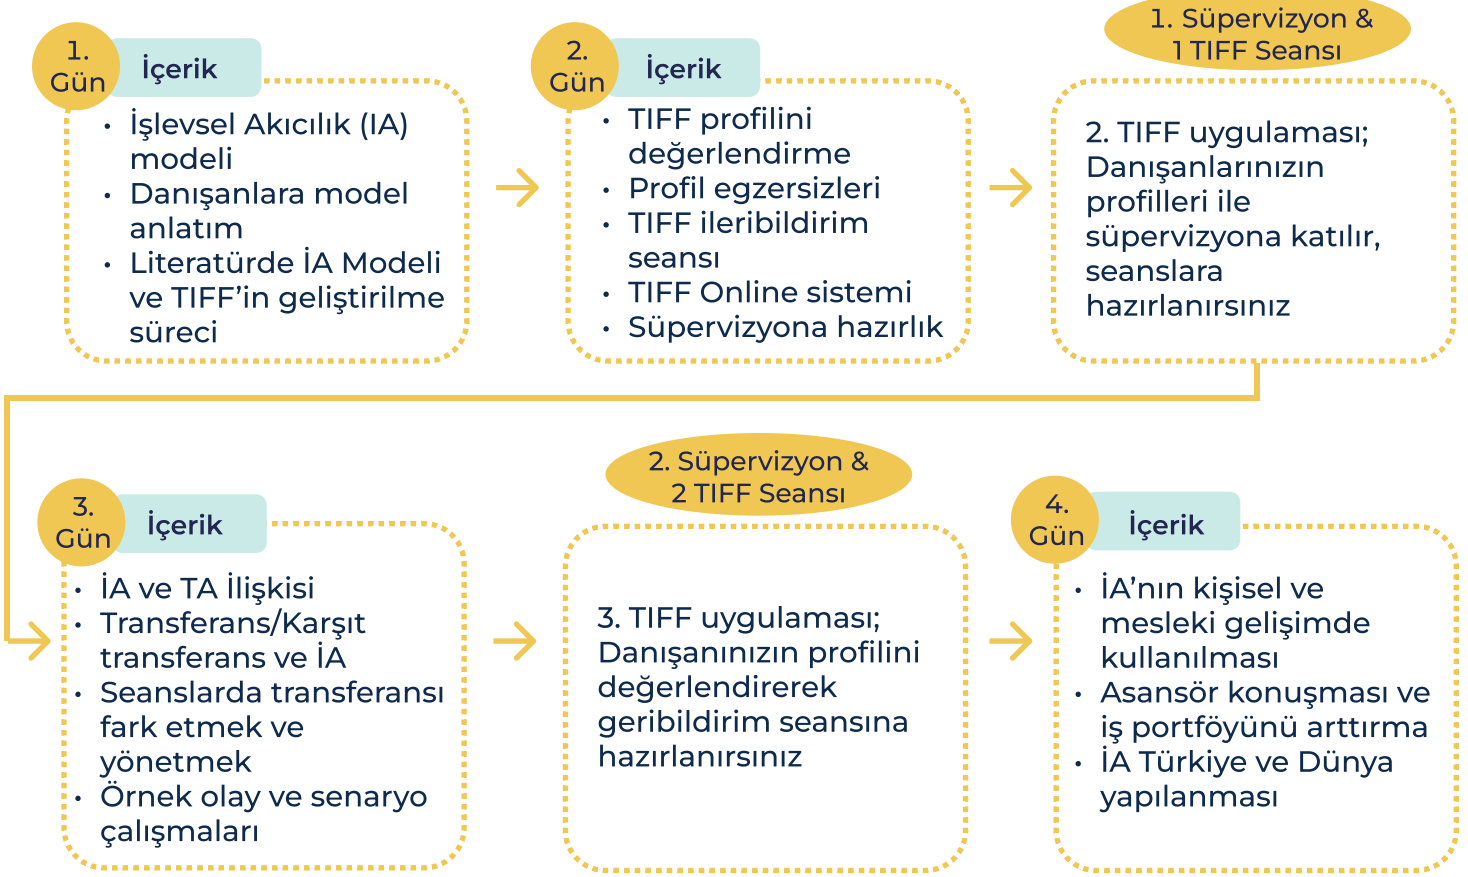 1.
Gün
İçerik
• İşlevsel Akıcılık (IA)
modeli
• Danışanlara model
anlatım
• Literatürde İA Modeli
ve TIFF'in geliştirilme
süreci
2.
Gün
İçerik
• TIFF profilini
değerlendirme
• Profil egzersizleri
• TIFF ileribildirim
seansı
• TIFF Online sistemi
• Süpervizyona hazırlık
1. Süpervizyon &
1 TIFF Seansı
2. TIFF uygulaması;
Danışanlarınızın
profilleri ile
süpervizyona katılır,
seanslara
hazırlanırsınız
3.
Gün
İçerik
• İA ve TA İlişkisi
• Transferans/Karşıt
transferans ve İA
• Seanslarda transferansı
fark etmek ve
yönetmek
• Örnek olay ve senaryo
çalışmaları
2. Süpervizyon &
2 TIFF Seansı
3. TIFF uygulaması;
Danışanınızın profilini
değerlendirerek
geribildirim seansına
hazırlanırsınız
4.
Gün
İçerik
• İA'nın kişisel ve
mesleki gelişimde
kullanılması
• Asansör konuşması ve
iş portföyünü arttırma
• İA Türkiye ve Dünya
yapılanması